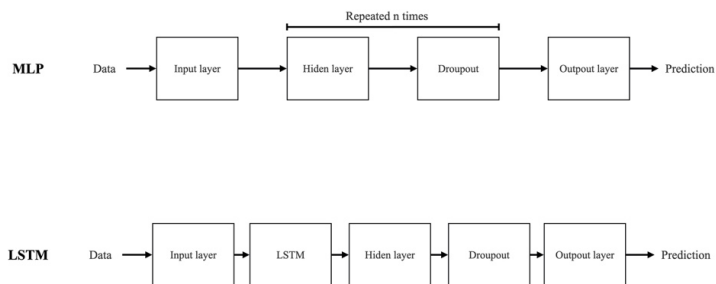 Repeated n times
MLP
Data
Input layer
Hiden layer
Droupout
Outpout layer
Prediction
LSTM
Data
Input layer
LSTM
Hiden layer
Droupout
Outpout layer
Prediction